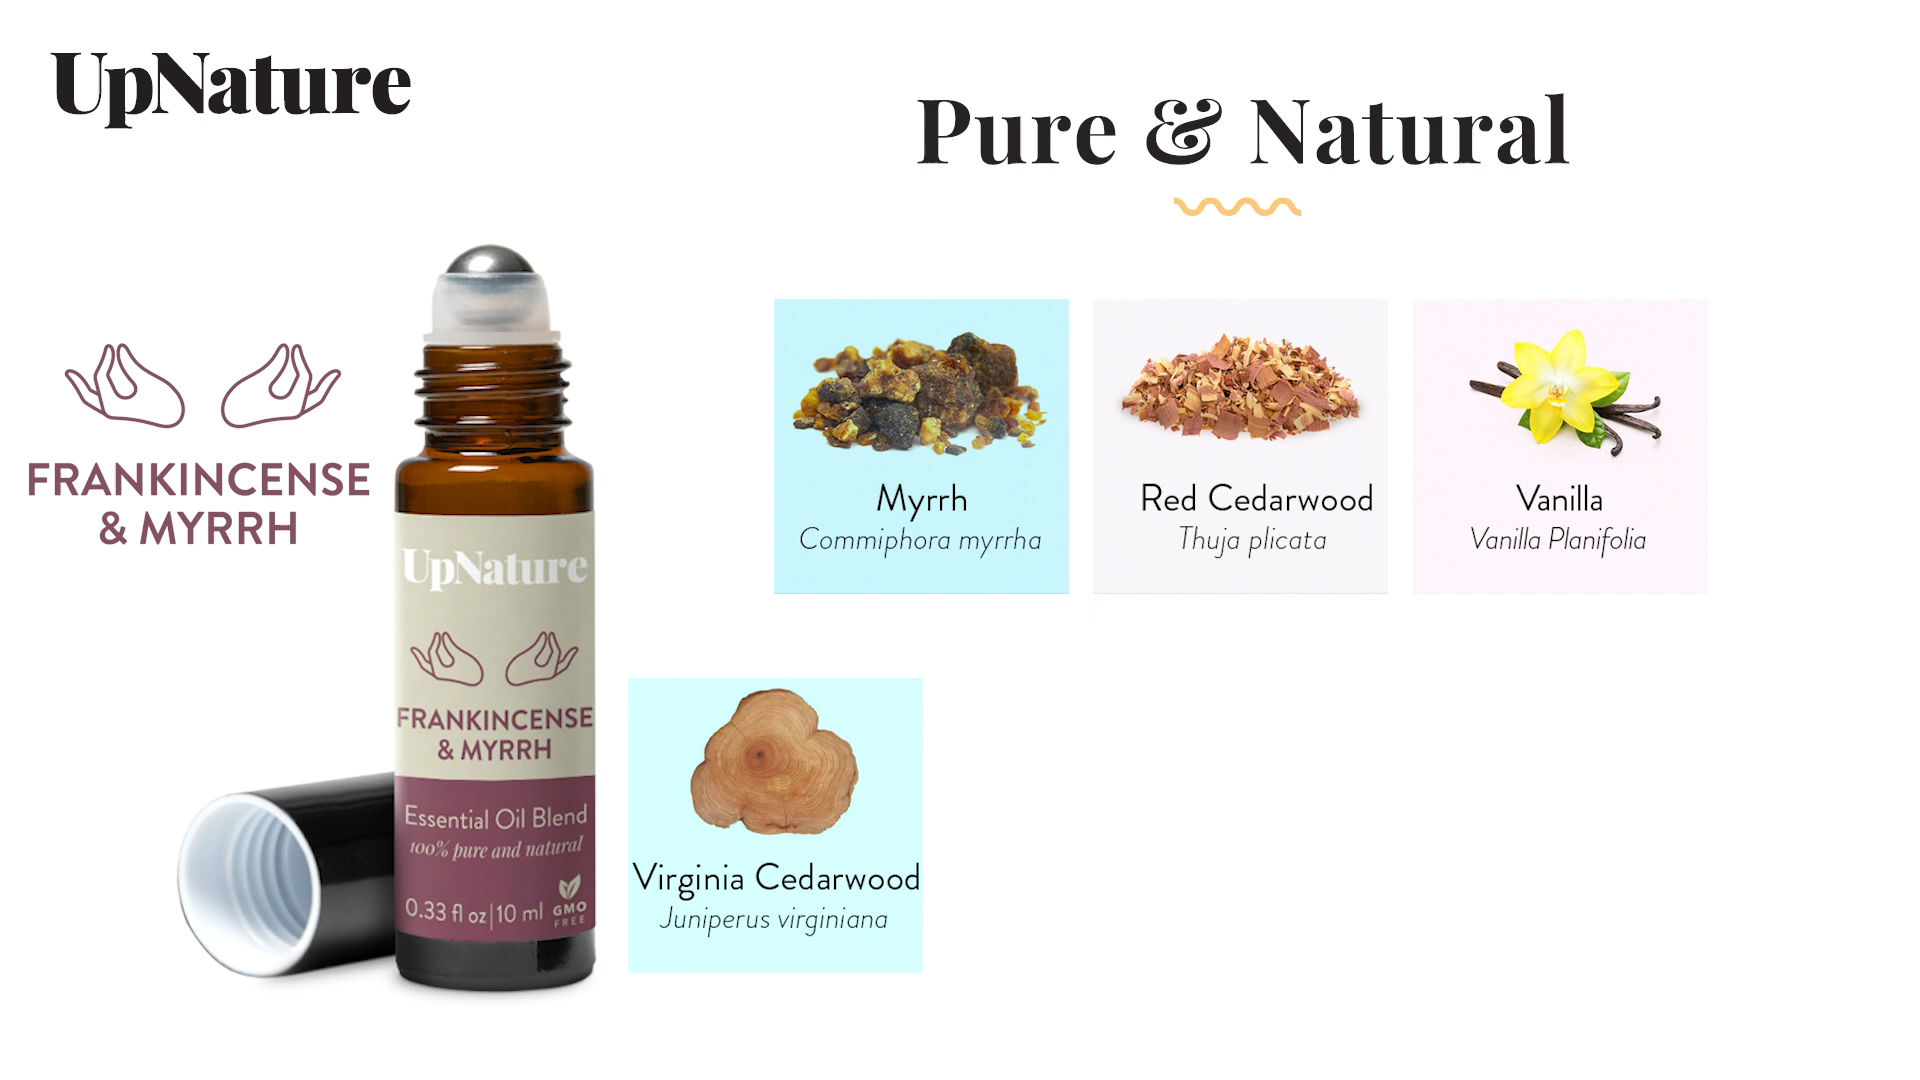 UpNature
Pure & Natural
FRANKINCENSE
& MYRRH
UpNature
FRANKINCENSE
& MYRRH
Essential Oil Blend
100% pure and natural
0.33 fl oz|10 ml
GMO
FREE
Myrrh
Commiphora myrrha
Red Cedarwood
Thuja plicata
Vanilla
Vanilla Planifolia
Virginia Cedarwood
Juniperus virginiana